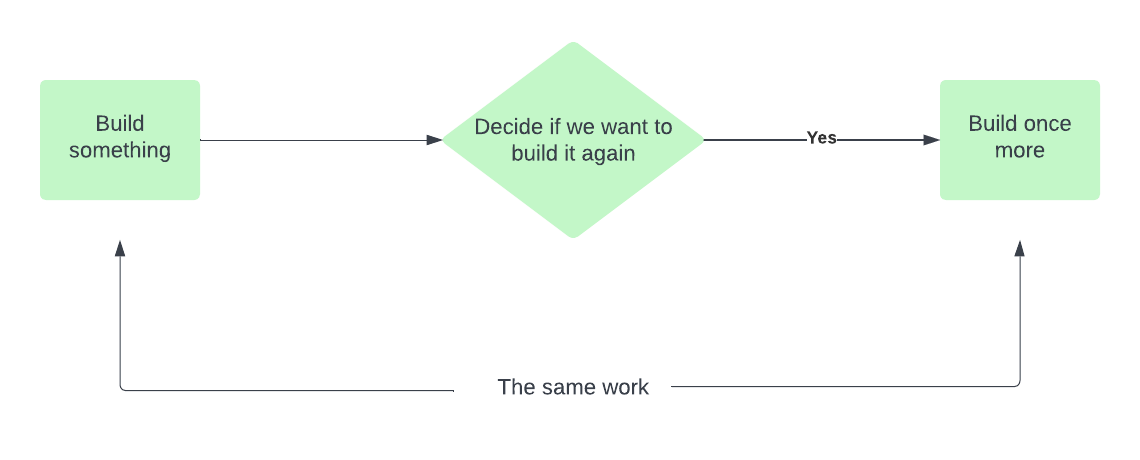 Build
something
Decide if we want to
build it again
Yes
Build once
more
The same work